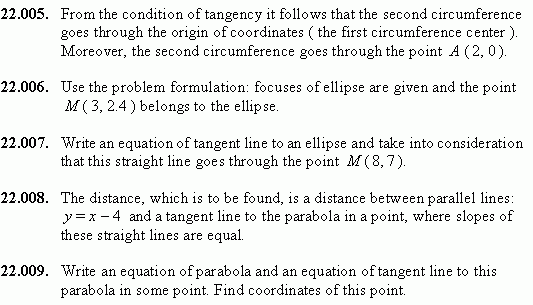 22.005. From the condition of tangency it follows that the second circumference
goes through the origin of coordinates ( the first circumference center ).
Moreover, the second circumference goes through the point A ( 2, 0 ).
22.006. Use the problem formulation: focuses of ellipse are given and the point
M ( 3, 2.4 ) belongs to the ellipse.
22.007. Write an equation of tangent line to an ellipse and take into consideration
that this straight line goes through the point M ( 8, 7 ).
22.008. The distance, which is to be found, is a distance between parallel lines:
y = x – 4 and a tangent line to the parabola in a point, where slopes of
these straight lines are equal.
22.009. Write an equation of parabola and an equation of tangent line to this
parabola in some point. Find coordinates of this point.